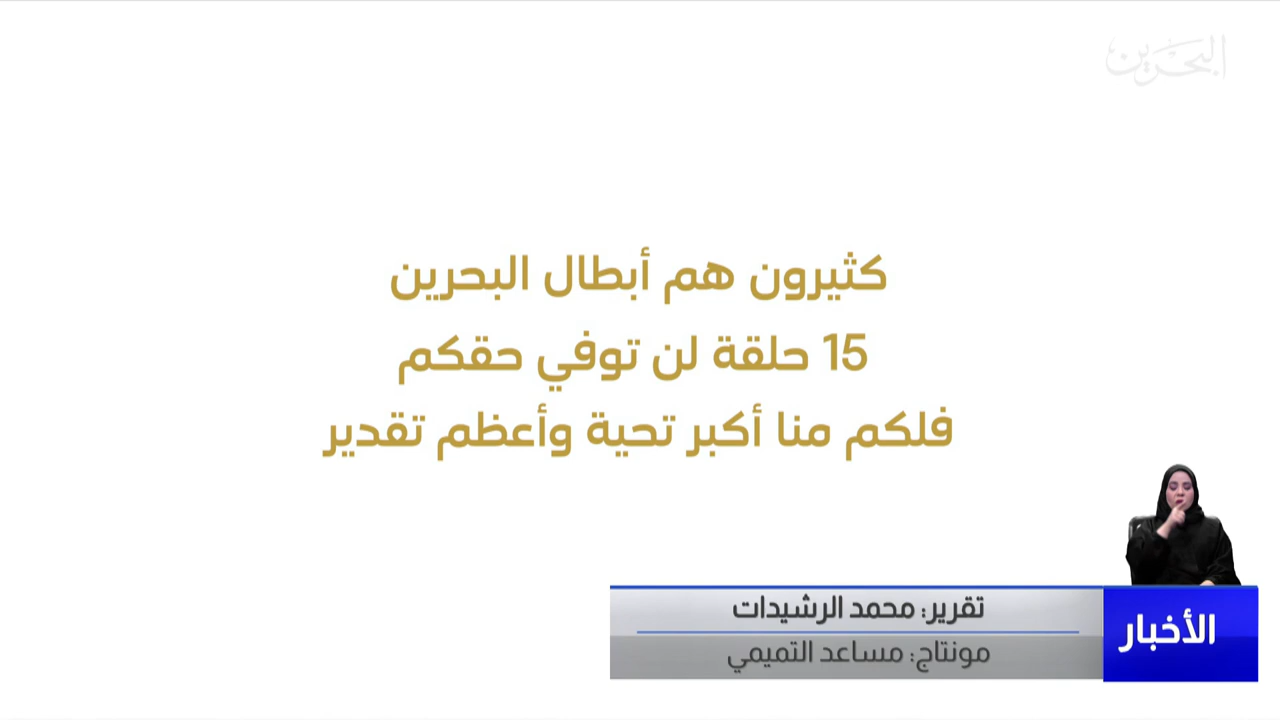 البحرين
كثيرون هم أبطال البحرين
15 حلقة لن توفي حقكم
فلكم منا أكبر تحية وأعظم تقدير
الأخبار
تقرير: محمد الرشيدات
مونتاج: مساعد التميمي